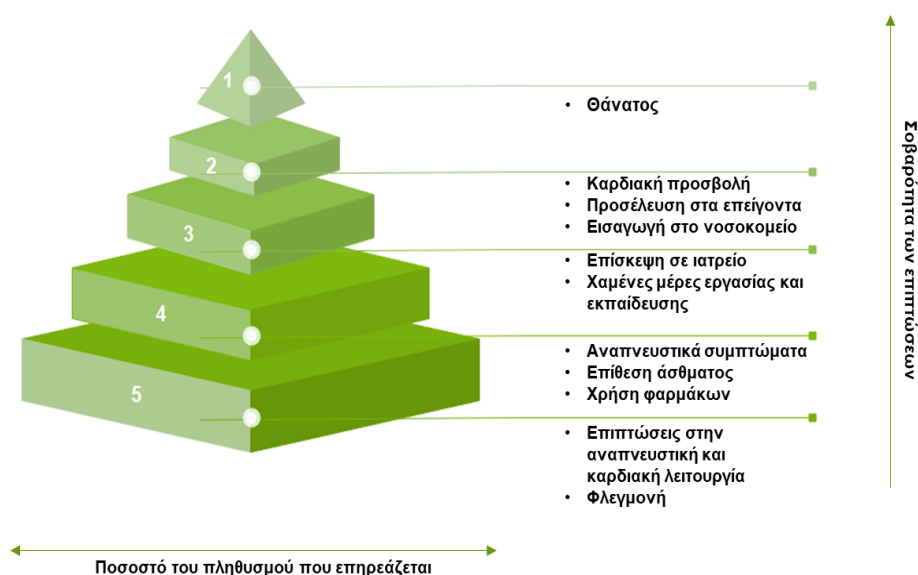 1
• Θάνατος
2
• Καρδιακή προσβολή
• Προσέλευση στα επείγοντα
• Εισαγωγή στο νοσοκομείο
3
• Επίσκεψη σε ιατρείο
• Χαμένες μέρες εργασίας και
εκπαίδευσης
4
• Αναπνευστικά συμπτώματα
• Επίθεση άσθματος
• Χρήση φαρμάκων
5
• Επιπτώσεις στην
αναπνευστική και
καρδιακή λειτουργία
• Φλεγμονή
Σοβαρότητα των επιπτώσεων
Ποσοστό του πληθυσμού που επηρεάζεται